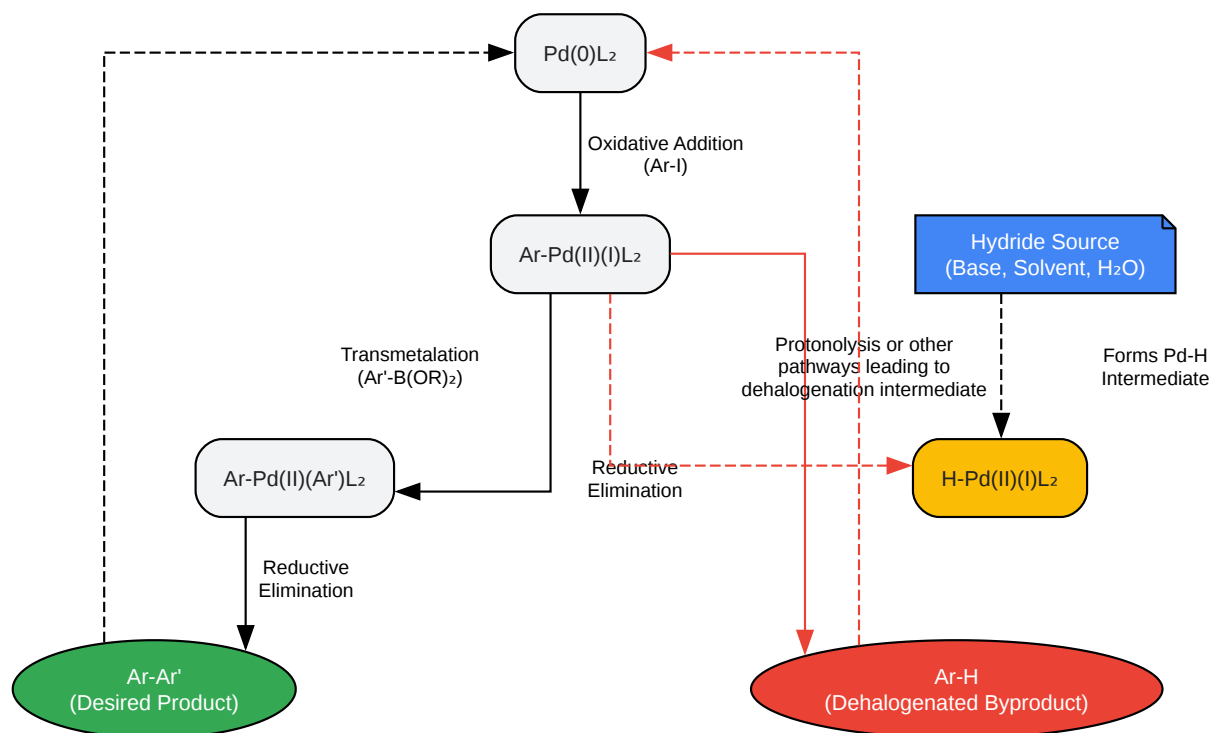 Pd(0)L₂
Oxidative Addition
(Ar-I)
Ar-Pd(II)(I)L₂
Hydride Source
(Base, Solvent, H₂O)
Transmetalation
(Ar'-B(OR)₂)
Protonolysis or other
pathways leading to
dehalogenation intermediate
Forms Pd-H
Intermediate
Ar-Pd(II)(Ar')L₂
Reductive
Elimination
H-Pd(II)(I)L₂
Reductive
Elimination
Ar-Ar'
(Desired Product)
Ar-H
(Dehalogenated Byproduct)